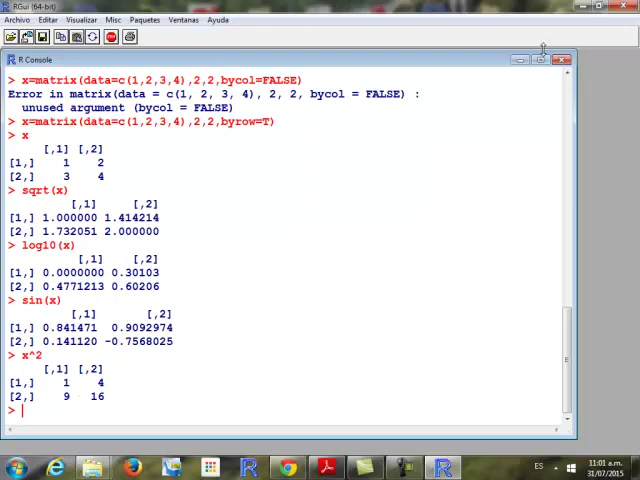 RGui (64-bit)
Archivo Editar Visualizar Misc Paquetes Ventanas Ayuda
STOP
R Console
> x=matrix(data=c(1,2,3,4),2,2,bycol=FALSE)
Error in matrix(data = c(1, 2, 3, 4), 2, 2, bycol = FALSE) :
  unused argument (bycol = FALSE)
> x=matrix(data=c(1,2,3,4),2,2,byrow=T)
> x
     [,1] [,2]
[1,]    1    2
[2,]    3    4
> sqrt(x)
         [,1]     [,2]
[1,] 1.000000 1.414214
[2,] 1.732051 2.000000
> log10(x)
          [,1]    [,2]
[1,] 0.0000000 0.30103
[2,] 0.4771213 0.60206
> sin(x)
         [,1]       [,2]
[1,] 0.841471  0.9092974
[2,] 0.141120 -0.7568025
> x^2
     [,1] [,2]
[1,]    1    4
[2,]    9   16
>
ES
11:01 a.m.
31/07/2015